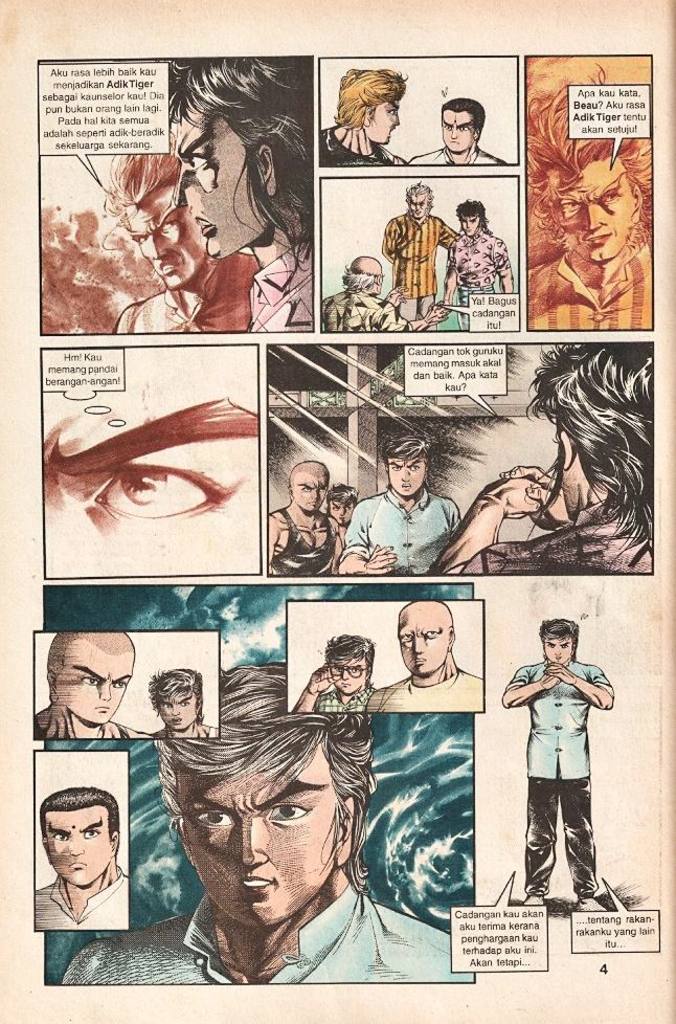 Aku rasa lebih baik kau
menjadikan Adik Tiger
sebagai kaunselor kau! Dia
pun bukan orang lain lagi.
Pada hal kita semua
adalah seperti adik-beradik
sekeluarga sekarang.
Ya! Bagus
cadangan
itu!
Apa kau kata,
Beau? Aku rasa
Adik Tiger tentu
akan setuju!
Hm! Kau
memang pandai
berangan-angan!
Cadangan tok guruku
memang masuk akal
dan baik. Apa kata
kau?
Cadangan kau akan
aku terima kerana
penghargaan kau
terhadap aku ini.
Akan tetapi...
....tentang rakan-
rakanku yang lain
itu...
4